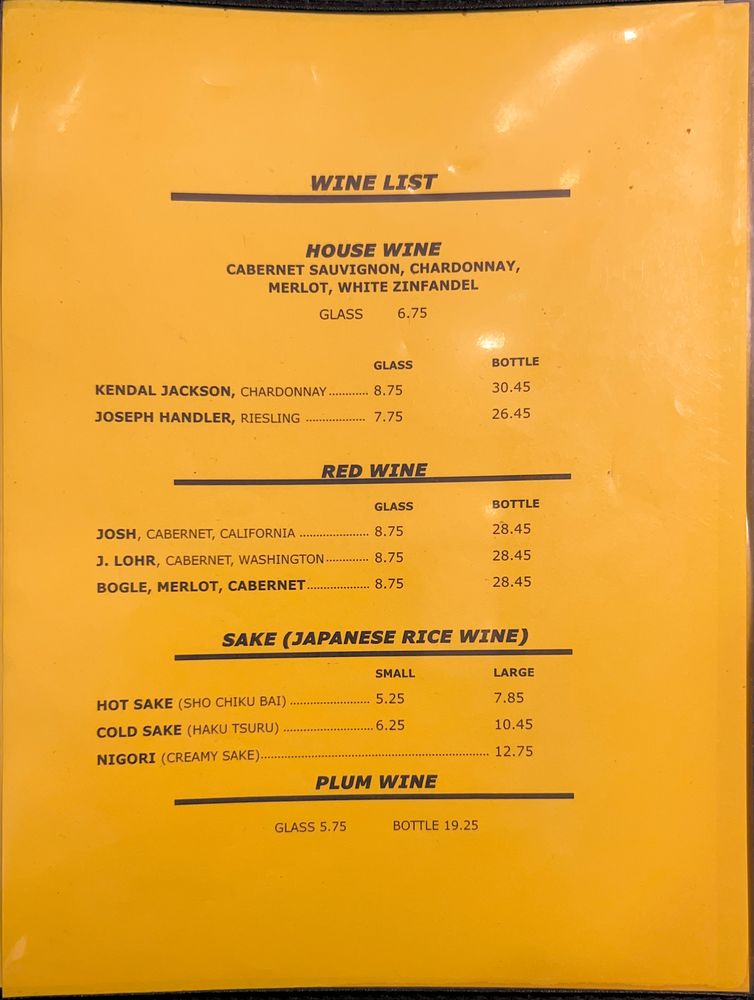 WINE LIST
HOUSE WINE
CABERNET SAUVIGNON, CHARDONNAY,
MERLOT, WHITE ZINFANDEL
GLASS 6.75
GLASS BOTTLE
KENDAL JACKSON, CHARDONNAY............ 8.75 30.45
JOSEPH HANDLER, RIESLING .................. 7.75 26.45
RED WINE
GLASS BOTTLE
JOSH, CABERNET, CALIFORNIA ..................... 8.75 28.45
J. LOHR, CABERNET, WASHINGTON............. 8.75 28.45
BOGLE, MERLOT, CABERNET................... 8.75 28.45
SAKE (JAPANESE RICE WINE)
SMALL LARGE
HOT SAKE (SHO CHIKU BAI) ........................ 5.25 7.85
COLD SAKE (HAKU TSURU) ........................... 6.25 10.45
NIGORI (CREAMY SAKE)..................................................................... 12.75
PLUM WINE
GLASS 5.75 BOTTLE 19.25